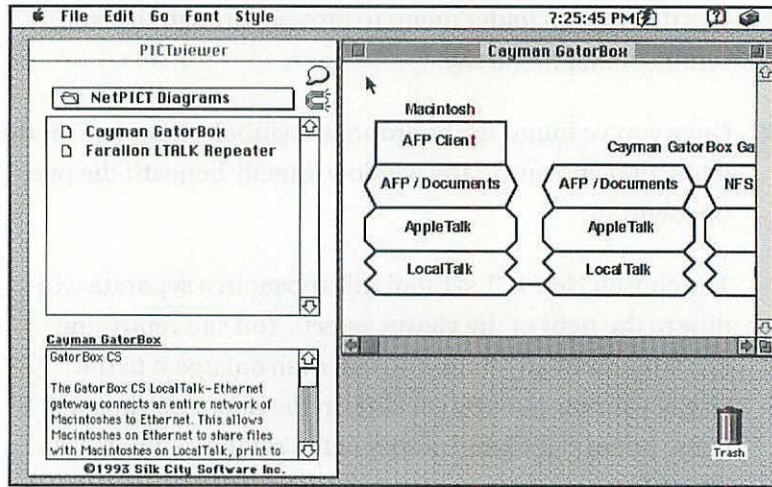 File Edit Go Font Style 7:25:45 PM
PICTviewer
NetPICT Diagrams
Cayman GatorBox
Farallon LTALK Repeater
Cayman GatorBox
GatorBox CS
The GatorBox CS LocalTalk-Ethernet
gateway connects an entire network of
Macintoshes to Ethernet. This allows
Macintoshes on Ethernet to share files
with Macintoshes on LocalTalk, print to
©1993 Silk City Software Inc.
Cayman GatorBox
Macintosh
AFP Client
Cayman GatorBox Ga
AFP / Documents
AFP / Documents
NFS
AppleTalk
AppleTalk
LocalTalk
LocalTalk
Trash